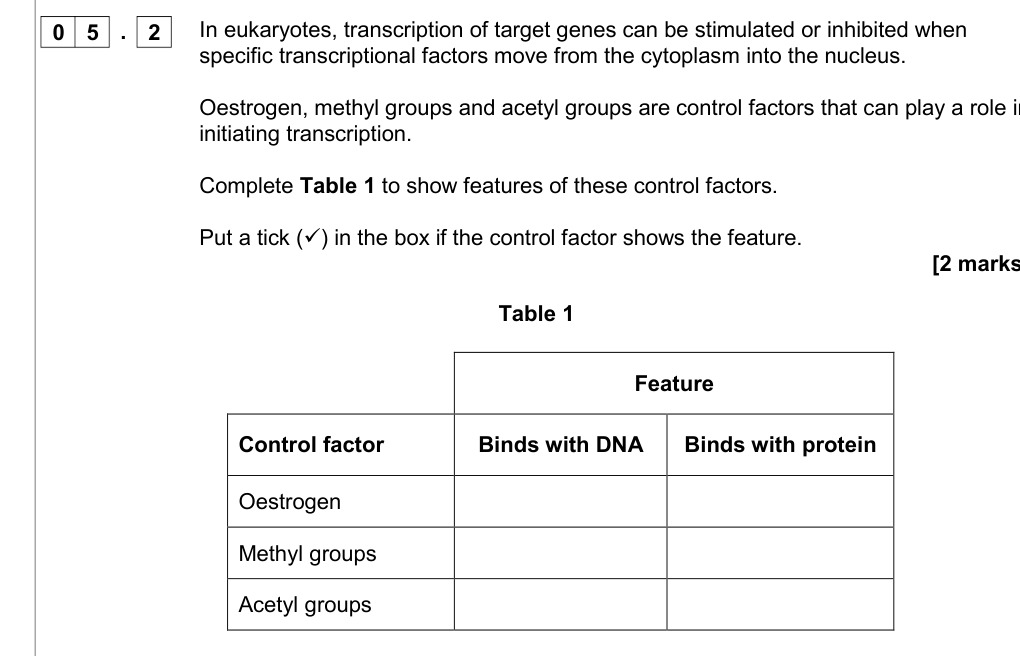 05.2 In eukaryotes, transcription of target genes can be stimulated or inhibited when
specific transcriptional factors move from the cytoplasm into the nucleus.
Oestrogen, methyl groups and acetyl groups are control factors that can play a role
initiating transcription.
Complete Table 1 to show features of these control factors.
Put a tick (✓) in the box if the control factor shows the feature.
[2 marks
Table 1
Feature
Control factor Binds with DNA Binds with protein
Oestrogen
Methyl groups
Acetyl groups